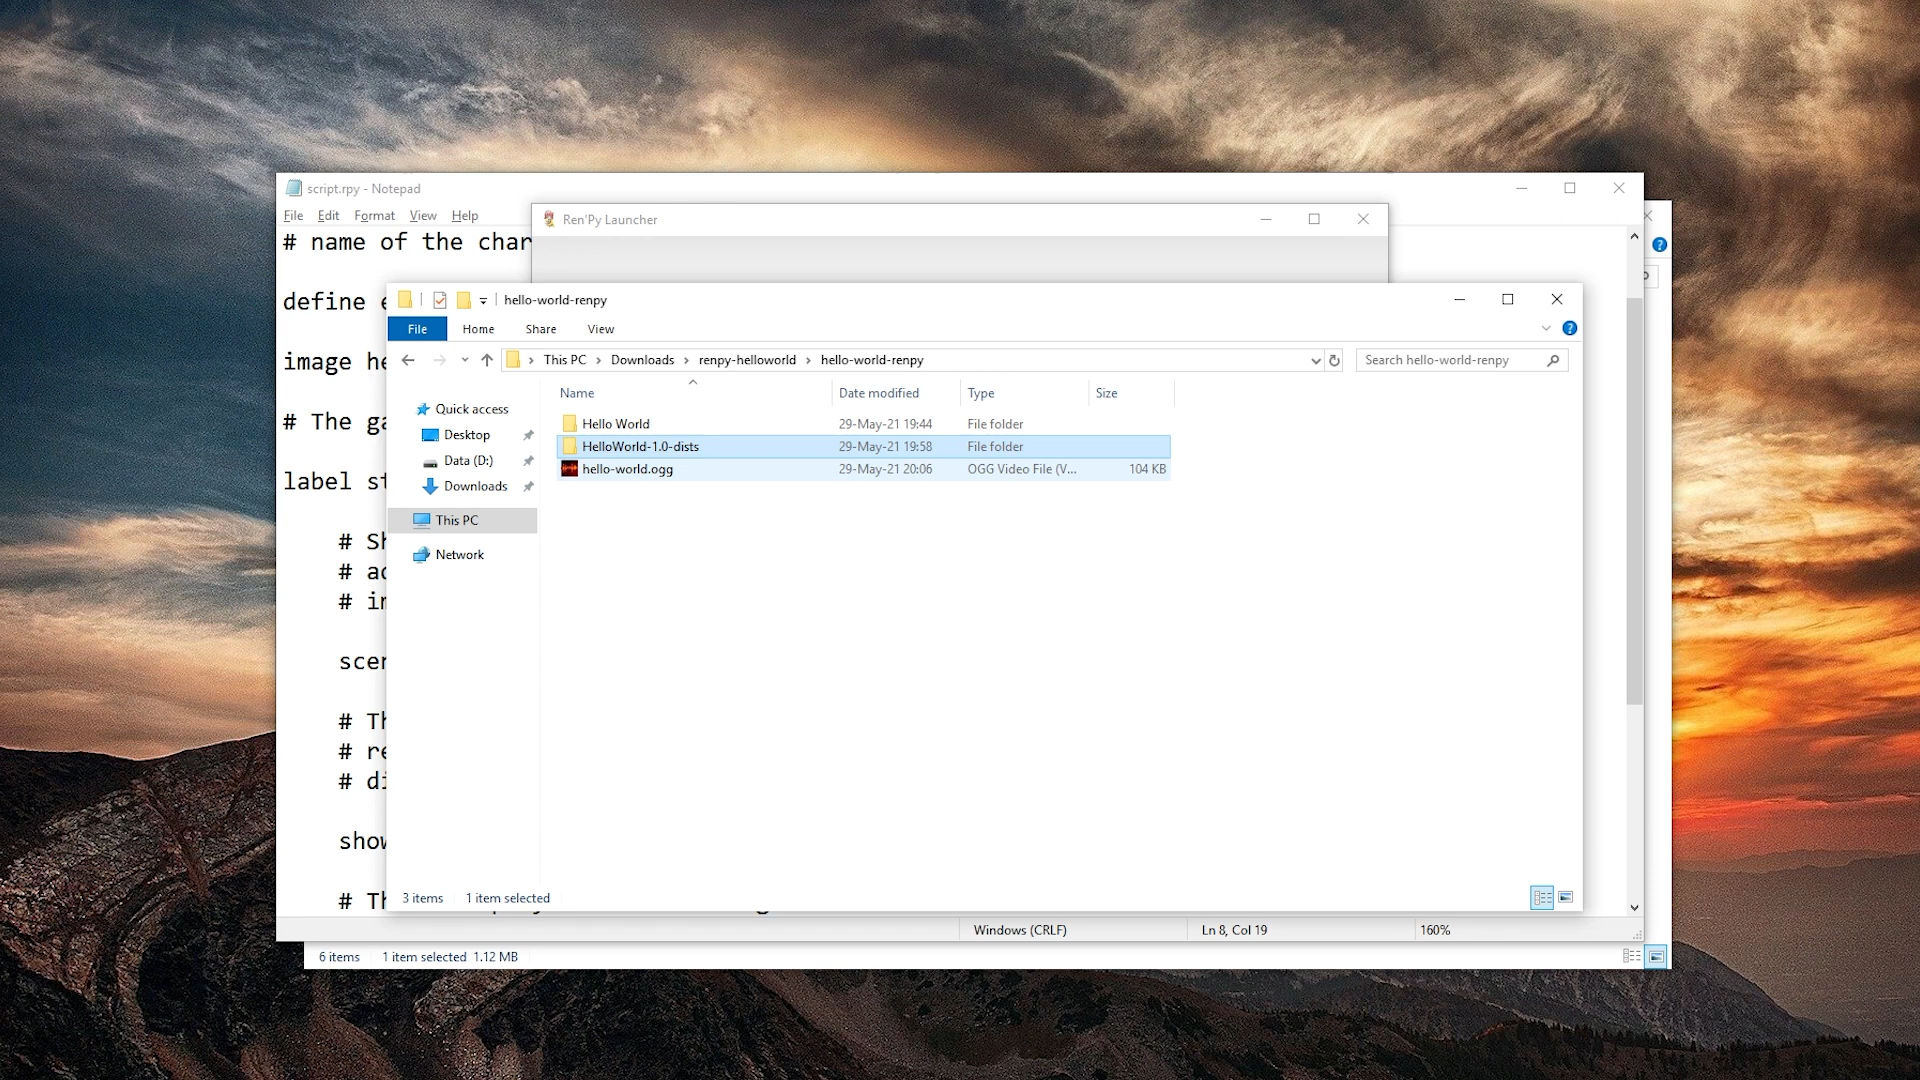 script.rpy - Notepad
File Edit Format View Help
# name of the char
define e
image he
# The ga
label st
# Sh
# ad
# im
scen
# Th
# re
# di
show
# Th
Windows (CRLF) Ln 8, Col 19 160%
6 items 1 item selected 1.12 MB
Ren'Py Launcher
hello-world-renpy
File Home Share View
This PC > Downloads > renpy-helloworld > hello-world-renpy
Search hello-world-renpy
Name Date modified Type Size
Hello World 29-May-21 19:44 File folder
HelloWorld-1.0-dists 29-May-21 19:58 File folder
hello-world.ogg 29-May-21 20:06 OGG Video File (V... 104 KB
Quick access
Desktop
Data (D:)
Downloads
This PC
Network
3 items 1 item selected